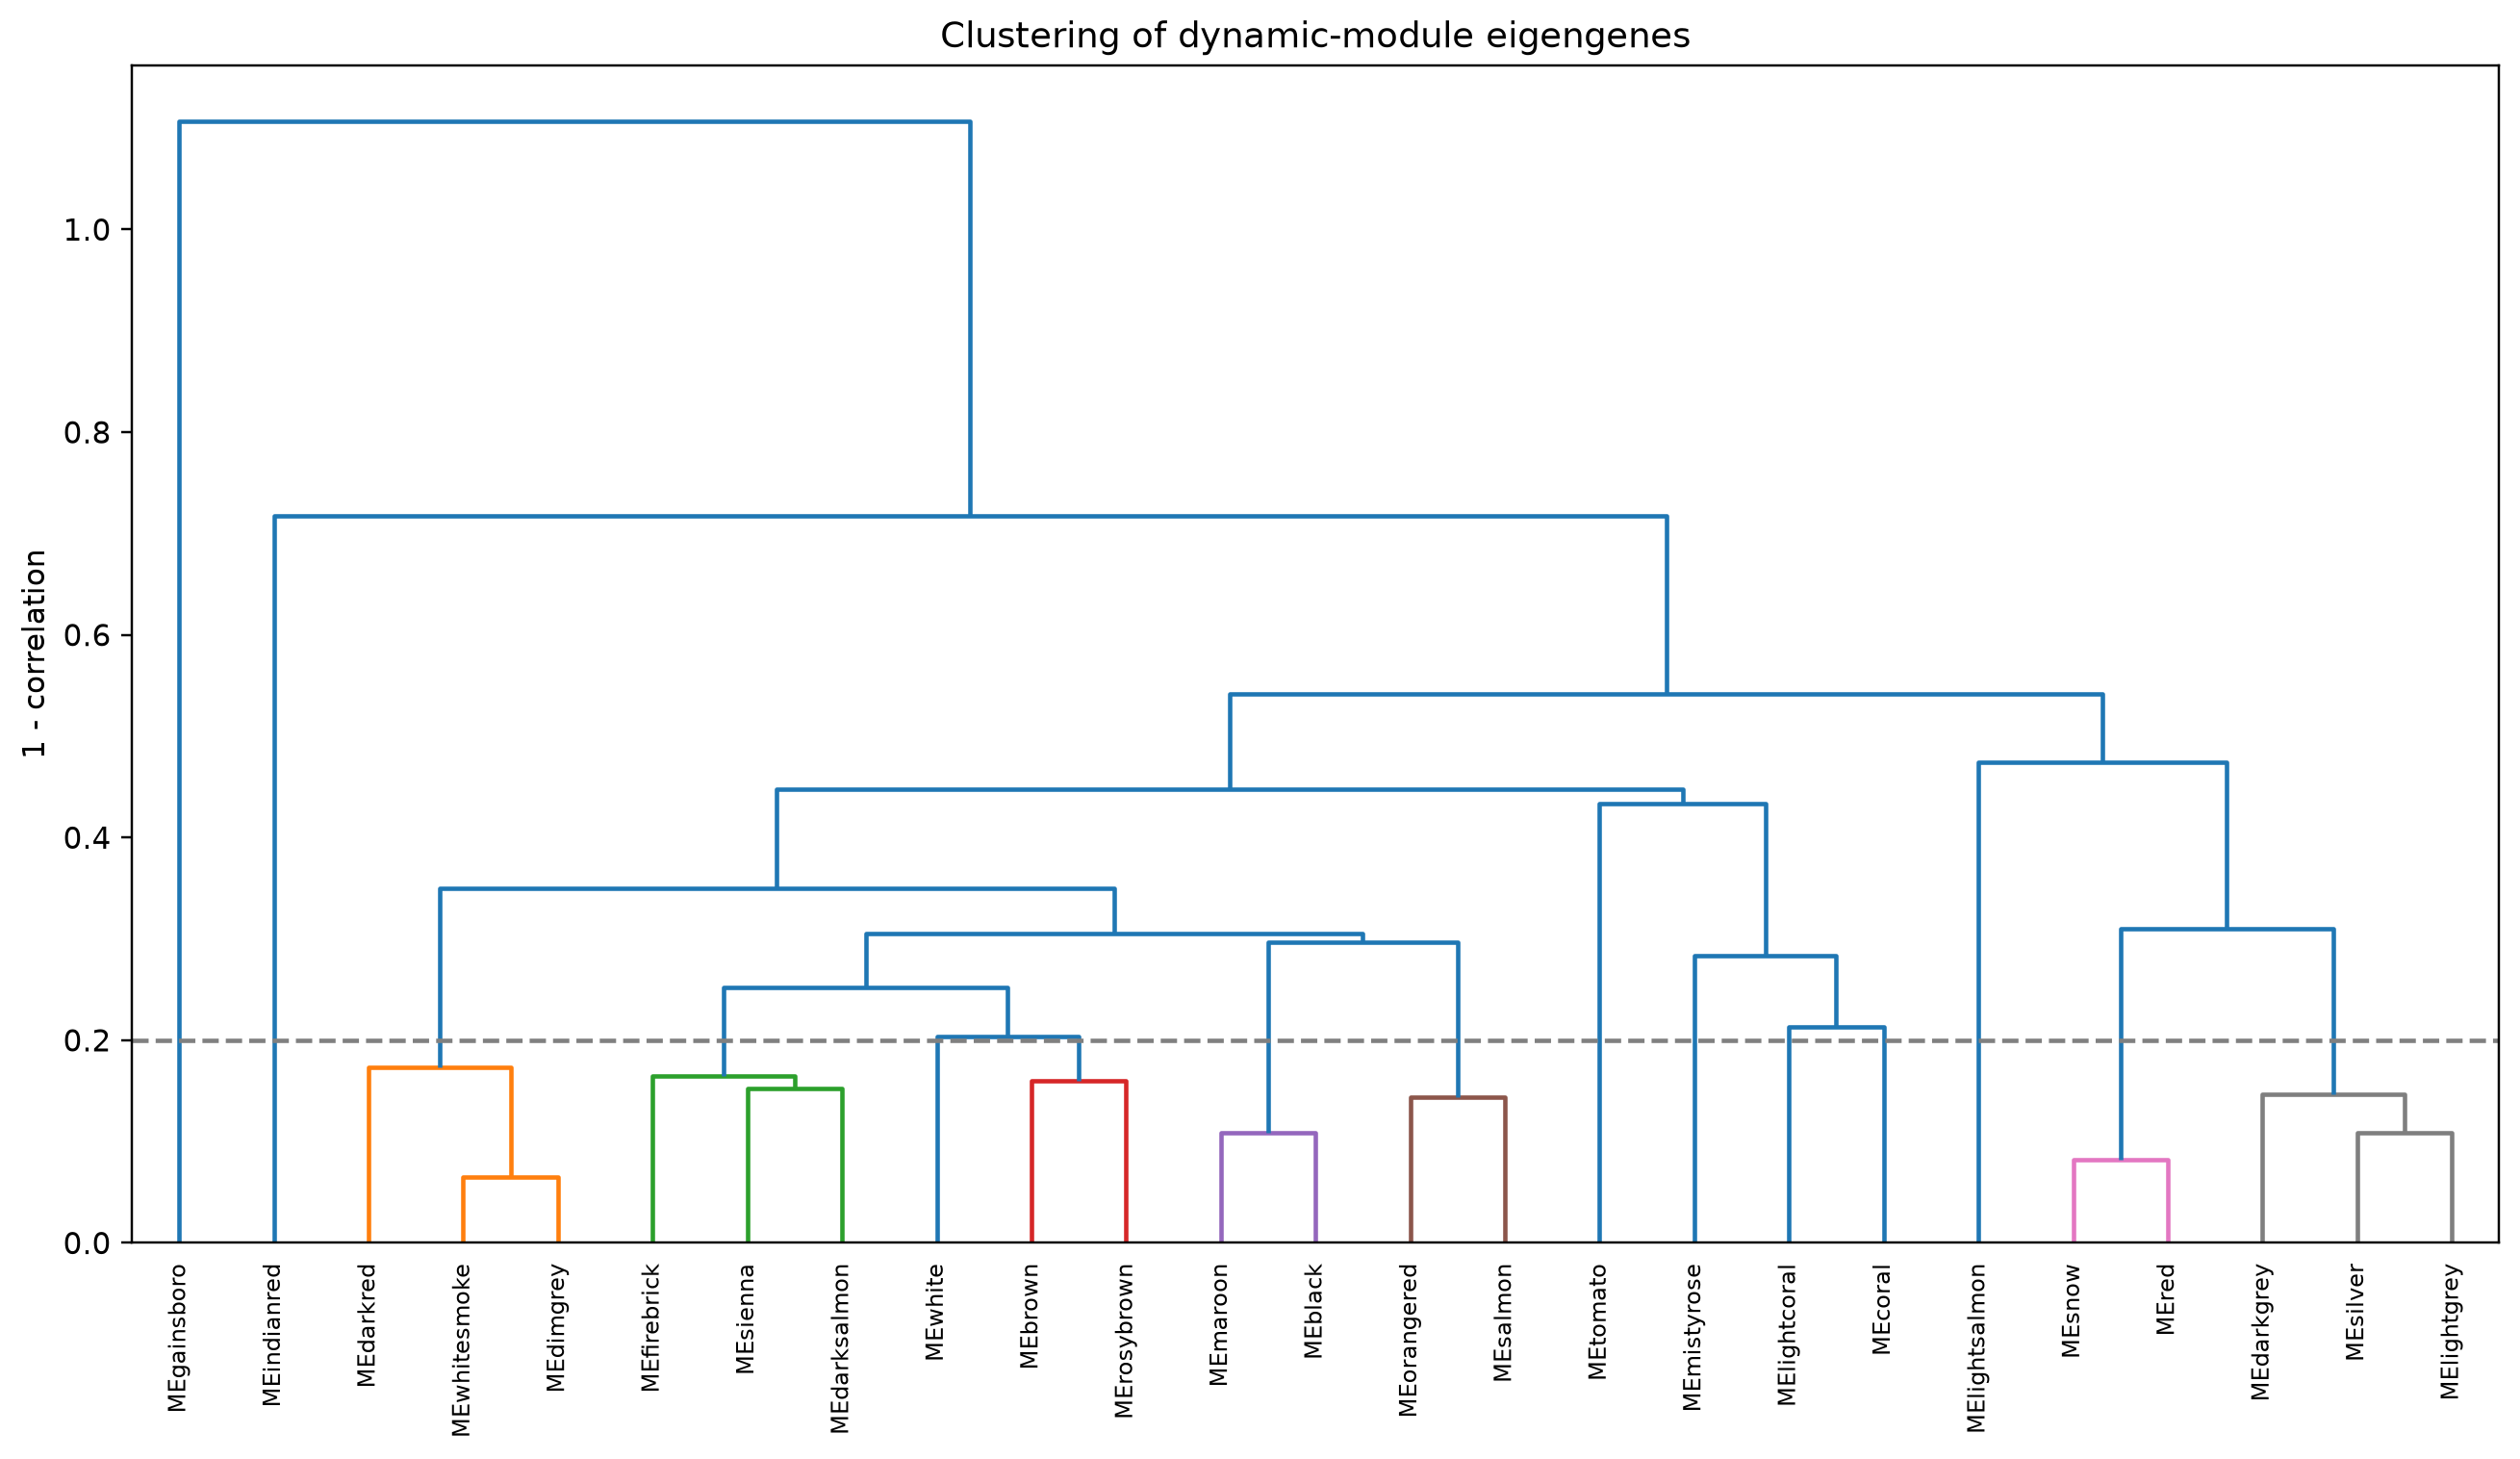 Clustering of dynamic-module eigengenes
1 - correlation
1.0
0.8
0.6
0.4
0.2
0.0
MEgainsboro
MEindianred
MEdarkred
MEwhitesmoke
MEdimgrey
MEfirebrick
MEsienna
MEdarksalmon
MEwhite
MEbrown
MErosybrown
MEmaroon
MEblack
MEorangered
MEsalmon
MEtomato
MEmistyrose
MElightcoral
MEcoral
MElightsalmon
MEsnow
MEred
MEdarkgrey
MEsilver
MElightgrey